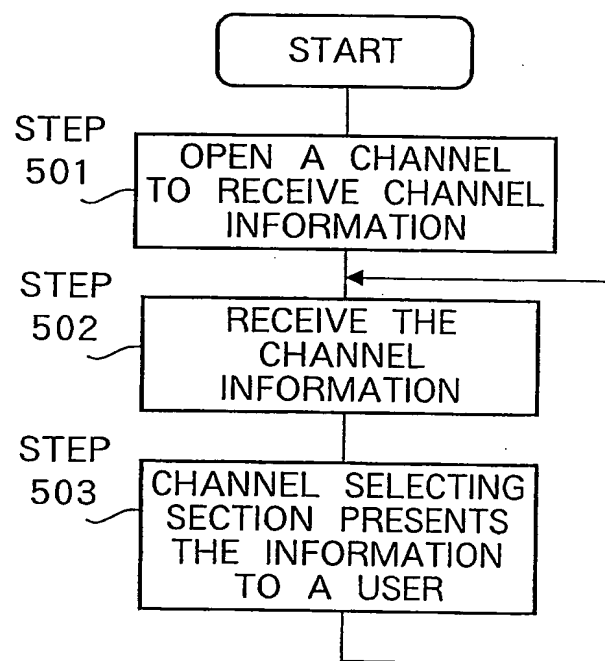 START
STEP
501
OPEN A CHANNEL
TO RECEIVE CHANNEL
INFORMATION
STEP
502
RECEIVE THE
CHANNEL
INFORMATION
STEP
503
CHANNEL SELECTING
SECTION PRESENTS
THE INFORMATION
TO A USER